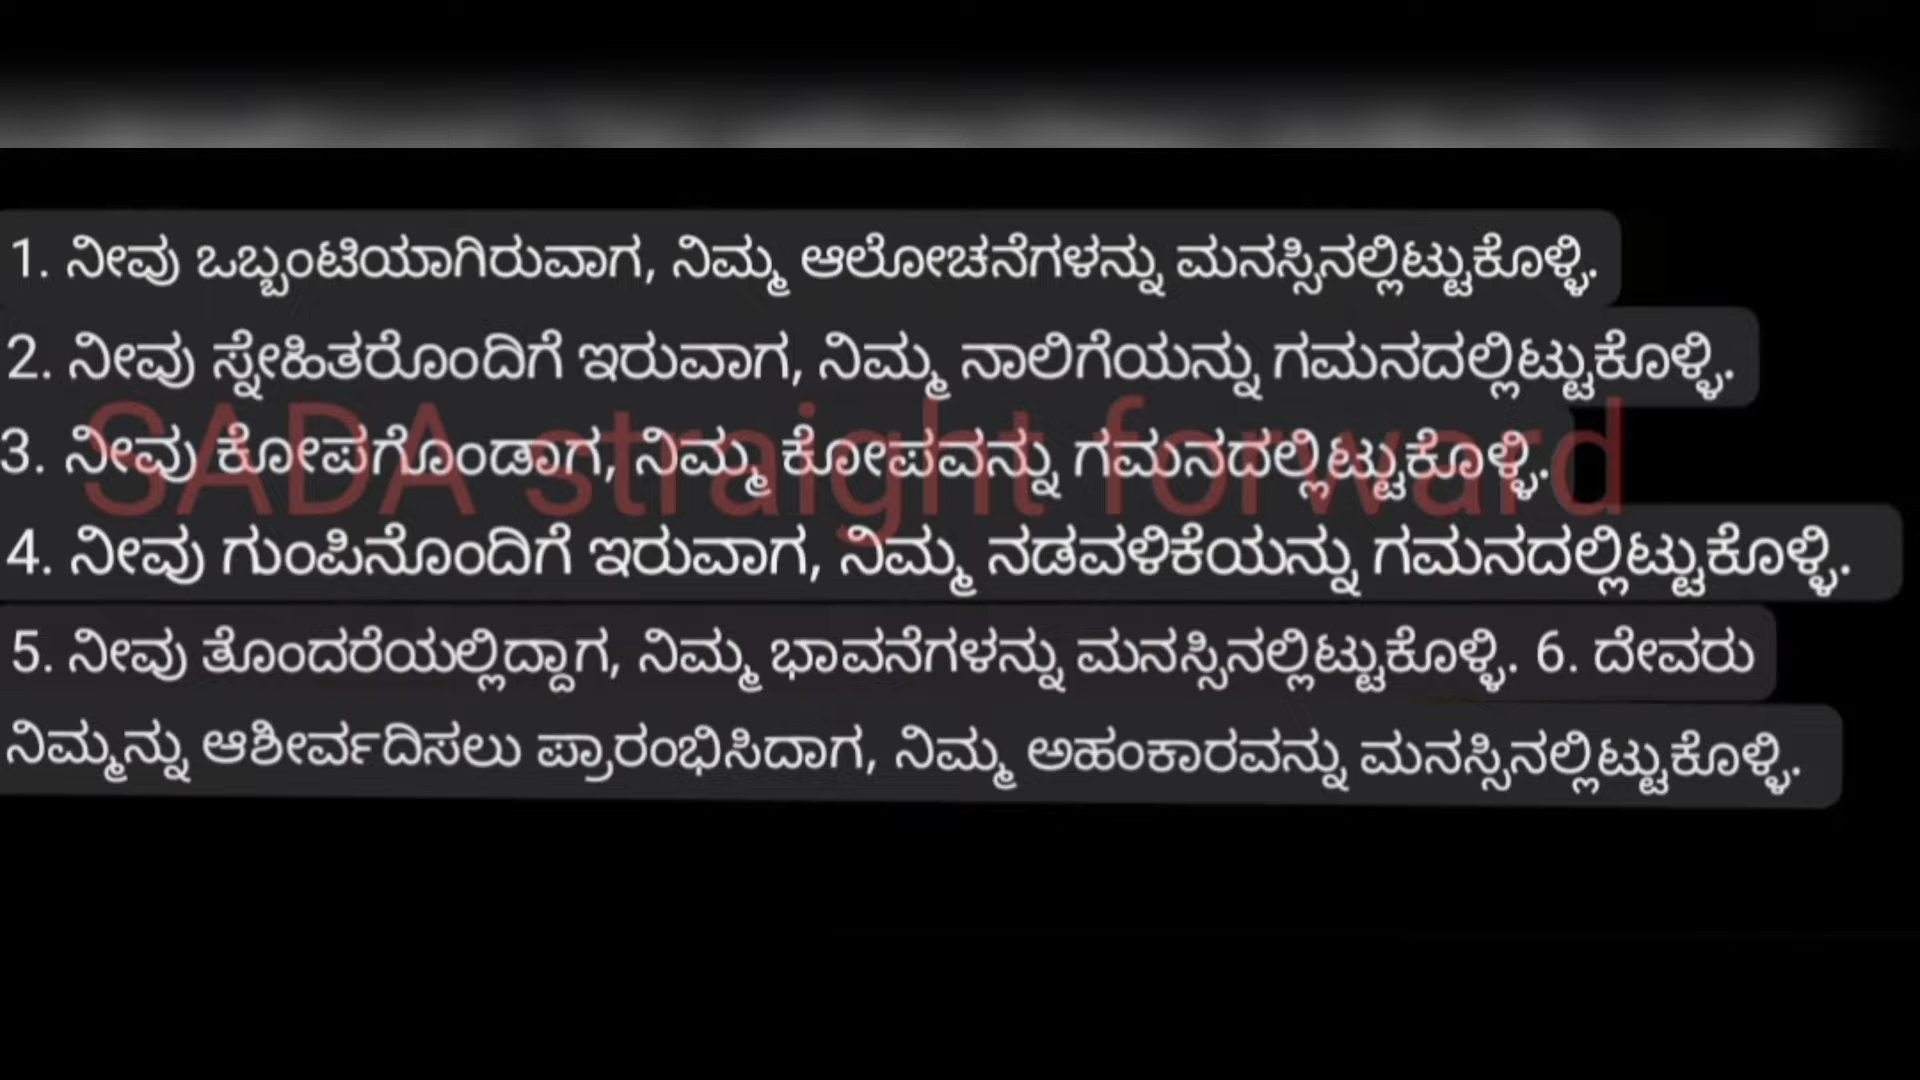 1. ನೀವು ಒಬ್ಬಂಟಿಯಾಗಿರುವಾಗ, ನಿಮ್ಮ ಆಲೋಚನೆಗಳನ್ನು ಮನಸ್ಸಿನಲ್ಲಿಟ್ಟುಕೊಳ್ಳಿ.
2. ನೀವು ಸ್ನೇಹಿತರೊಂದಿಗೆ ಇರುವಾಗ, ನಿಮ್ಮ ನಾಲಿಗೆಯನ್ನು ಗಮನದಲ್ಲಿಟ್ಟುಕೊಳ್ಳಿ.
3. ನೀವು ಕೋಪಗೊಂಡಾಗ, ನಿಮ್ಮ ಕೋಪವನ್ನು ಗಮನದಲ್ಲಿಟ್ಟುಕೊಳ್ಳಿ.
SADA straight forward
4. ನೀವು ಗುಂಪಿನೊಂದಿಗೆ ಇರುವಾಗ, ನಿಮ್ಮ ನಡವಳಿಕೆಯನ್ನು ಗಮನದಲ್ಲಿಟ್ಟುಕೊಳ್ಳಿ.
5. ನೀವು ತೊಂದರೆಯಲ್ಲಿದ್ದಾಗ, ನಿಮ್ಮ ಭಾವನೆಗಳನ್ನು ಮನಸ್ಸಿನಲ್ಲಿಟ್ಟುಕೊಳ್ಳಿ. 6. ದೇವರು
ನಿಮ್ಮನ್ನು ಆಶೀರ್ವದಿಸಲು ಪ್ರಾರಂಭಿಸಿದಾಗ, ನಿಮ್ಮ ಅಹಂಕಾರವನ್ನು ಮನಸ್ಸಿನಲ್ಲಿಟ್ಟುಕೊಳ್ಳಿ.